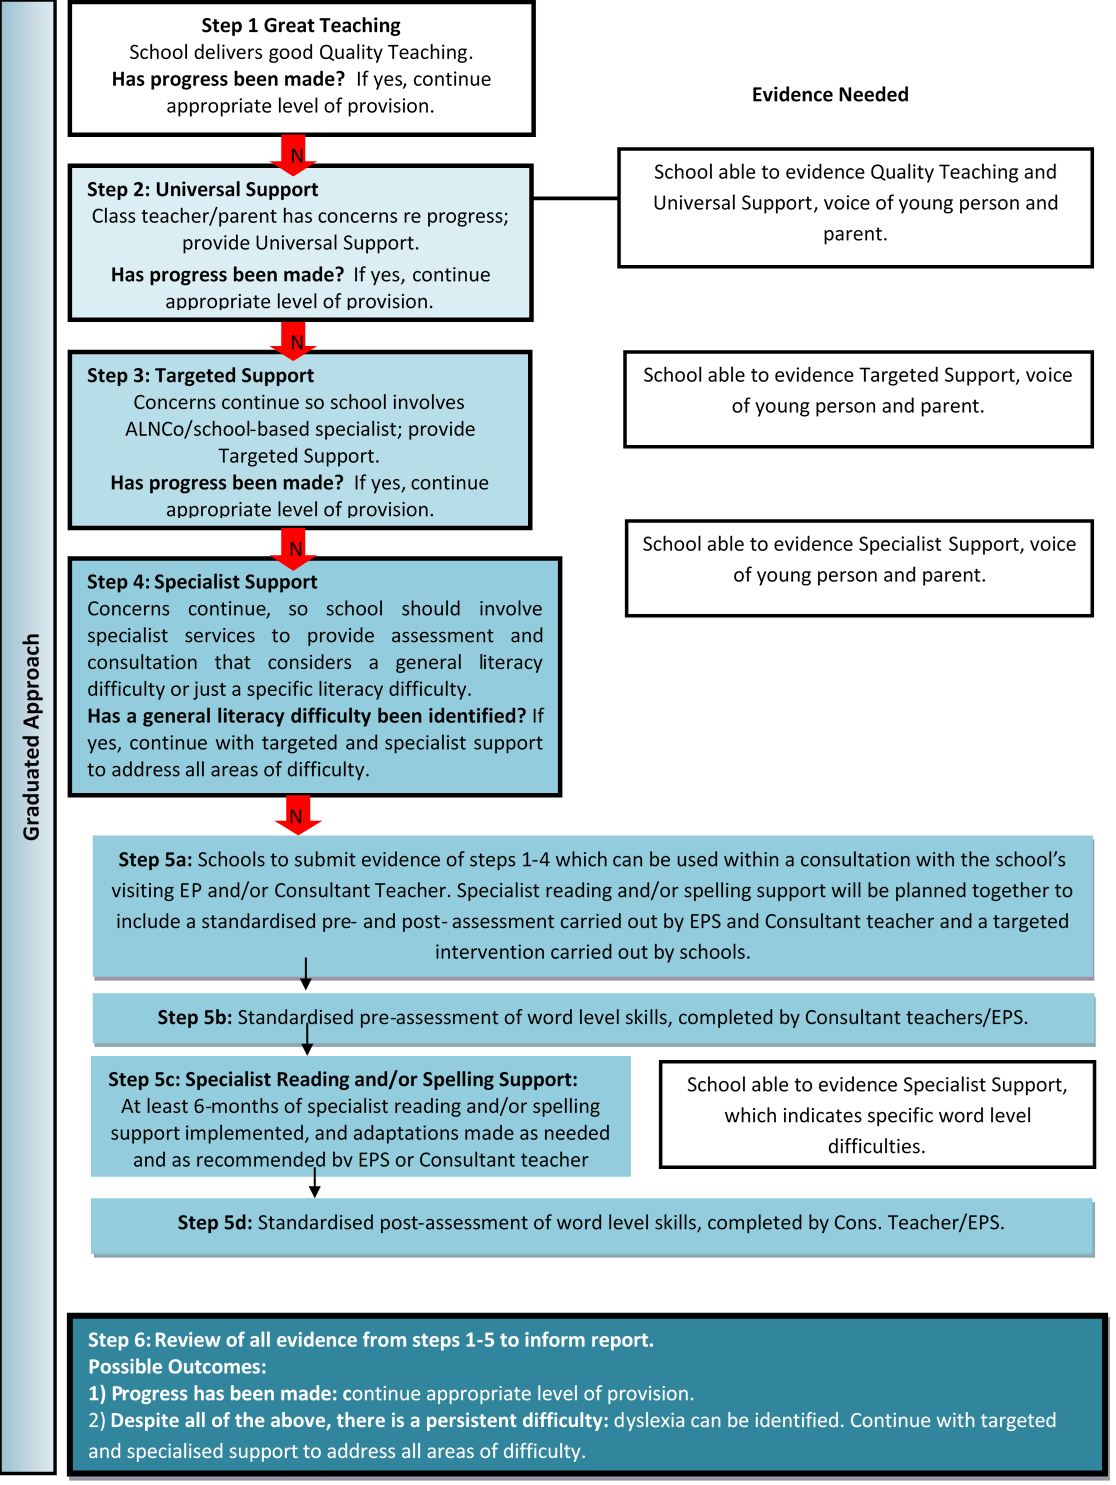 Graduated Approach
Step 1 Great Teaching
School delivers good Quality Teaching.
Has progress been made?  If yes, continue
appropriate level of provision.
N
Evidence Needed
Step 2: Universal Support
Class teacher/parent has concerns re progress;
provide Universal Support.
Has progress been made?  If yes, continue
appropriate level of provision.
N
School able to evidence Quality Teaching and
Universal Support, voice of young person and
parent.
Step 3: Targeted Support
Concerns continue so school involves
ALNCo/school-based specialist; provide
Targeted Support.
Has progress been made?  If yes, continue
appropriate level of provision.
N
School able to evidence Targeted Support, voice
of young person and parent.
Step 4: Specialist Support
Concerns continue, so school should involve
specialist services to provide assessment and
consultation that considers a general literacy
difficulty or just a specific literacy difficulty.
Has a general literacy difficulty been identified? If
yes, continue with targeted and specialist support
to address all areas of difficulty.
N
School able to evidence Specialist Support, voice
of young person and parent.
Step 5a: Schools to submit evidence of steps 1-4 which can be used within a consultation with the school's
visiting EP and/or Consultant Teacher. Specialist reading and/or spelling support will be planned together to
include a standardised pre- and post- assessment carried out by EPS and Consultant teacher and a targeted
intervention carried out by schools.
Step 5b: Standardised pre-assessment of word level skills, completed by Consultant teachers/EPS.
Step 5c: Specialist Reading and/or Spelling Support:
At least 6-months of specialist reading and/or spelling
support implemented, and adaptations made as needed
and as recommended by EPS or Consultant teacher
School able to evidence Specialist Support,
which indicates specific word level
difficulties.
Step 5d: Standardised post-assessment of word level skills, completed by Cons. Teacher/EPS.
Step 6: Review of all evidence from steps 1-5 to inform report.
Possible Outcomes:
1) Progress has been made: continue appropriate level of provision.
2) Despite all of the above, there is a persistent difficulty: dyslexia can be identified. Continue with targeted
and specialised support to address all areas of difficulty.